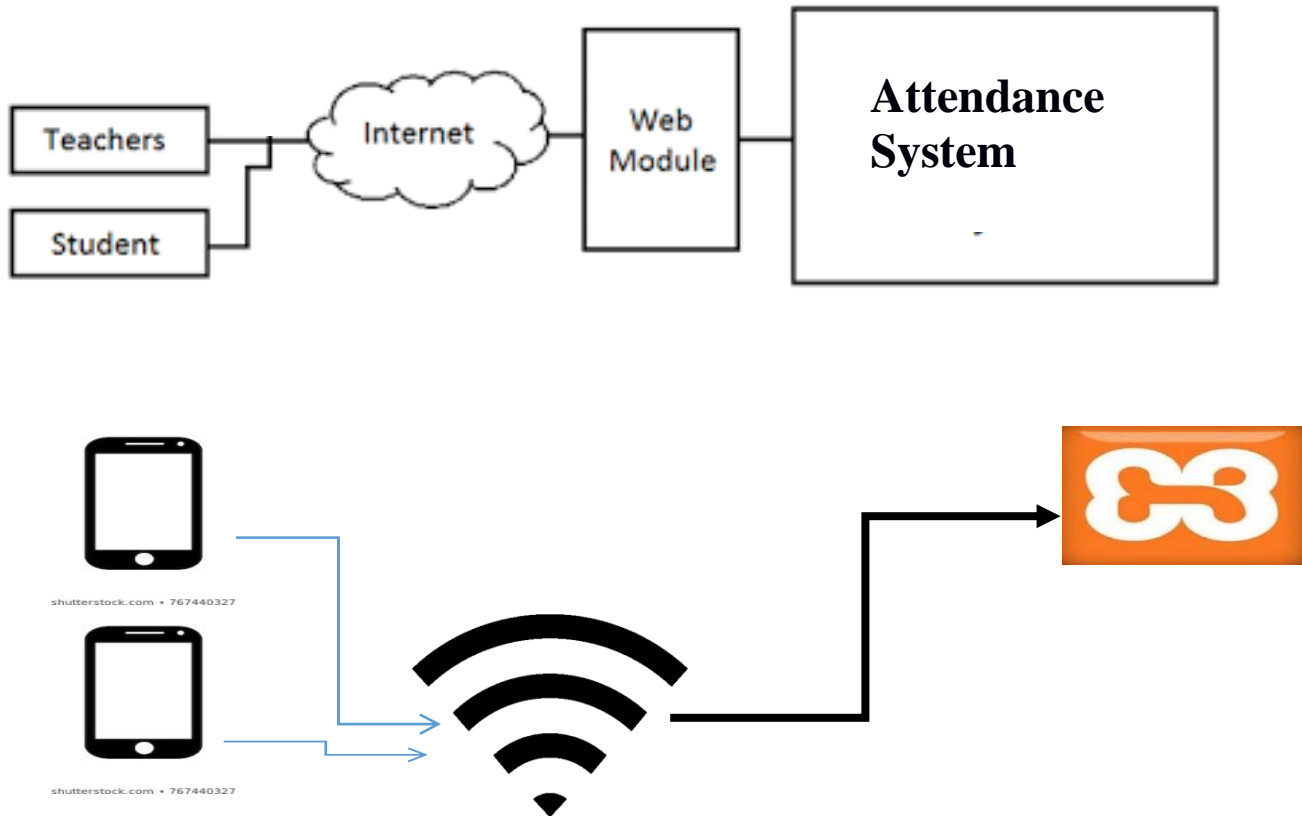 Teachers
Student
Internet
Web
Module
Attendance
System
shutterstock.com • 767440327
shutterstock.com • 767440327